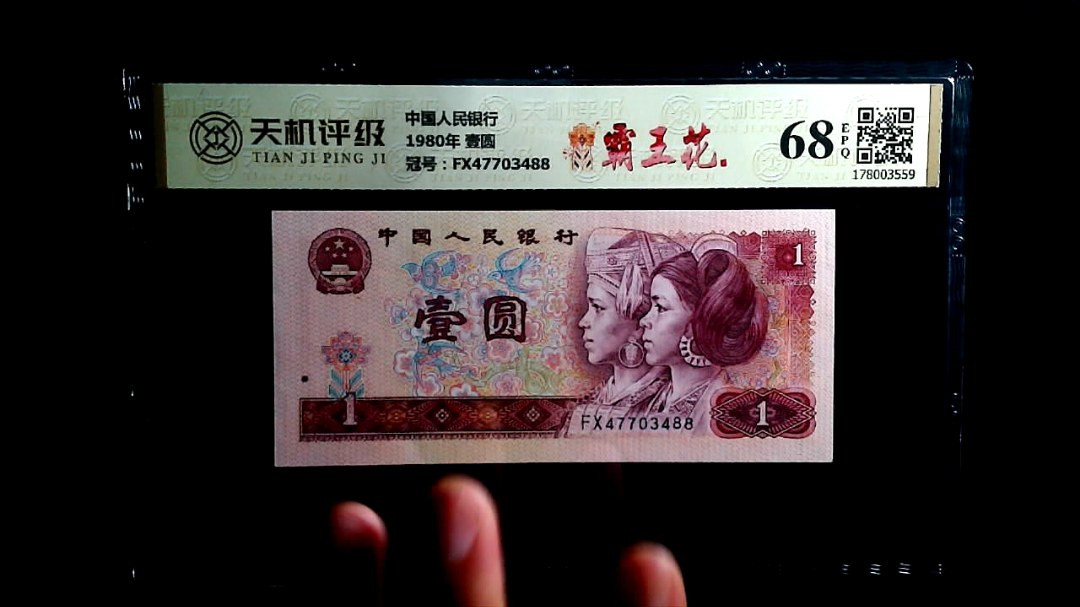 天机评级
TIAN JI PING JI
中国人民银行
1980年 壹圆
冠号：FX47703488
霸王花.
68
EPQ
178003559
中国人民银行
1
壹圆
1
FX47703488
1